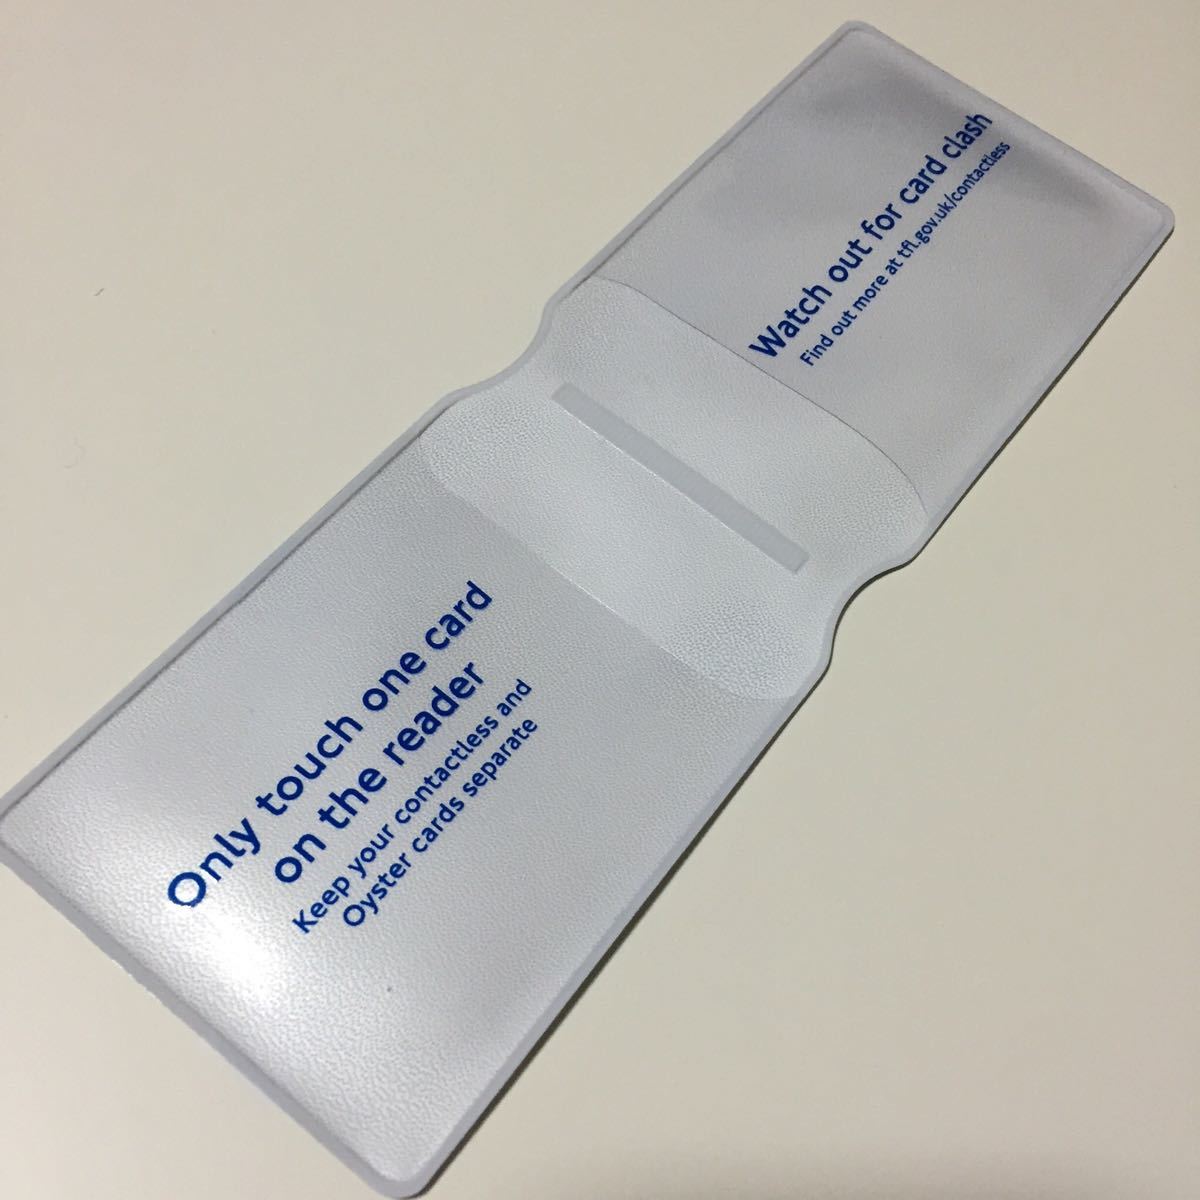 Watch out for card clash
Find out more at tfl.gov.uk/contactless
Only touch one card
on the reader
Keep your contactless and
Oyster cards separate